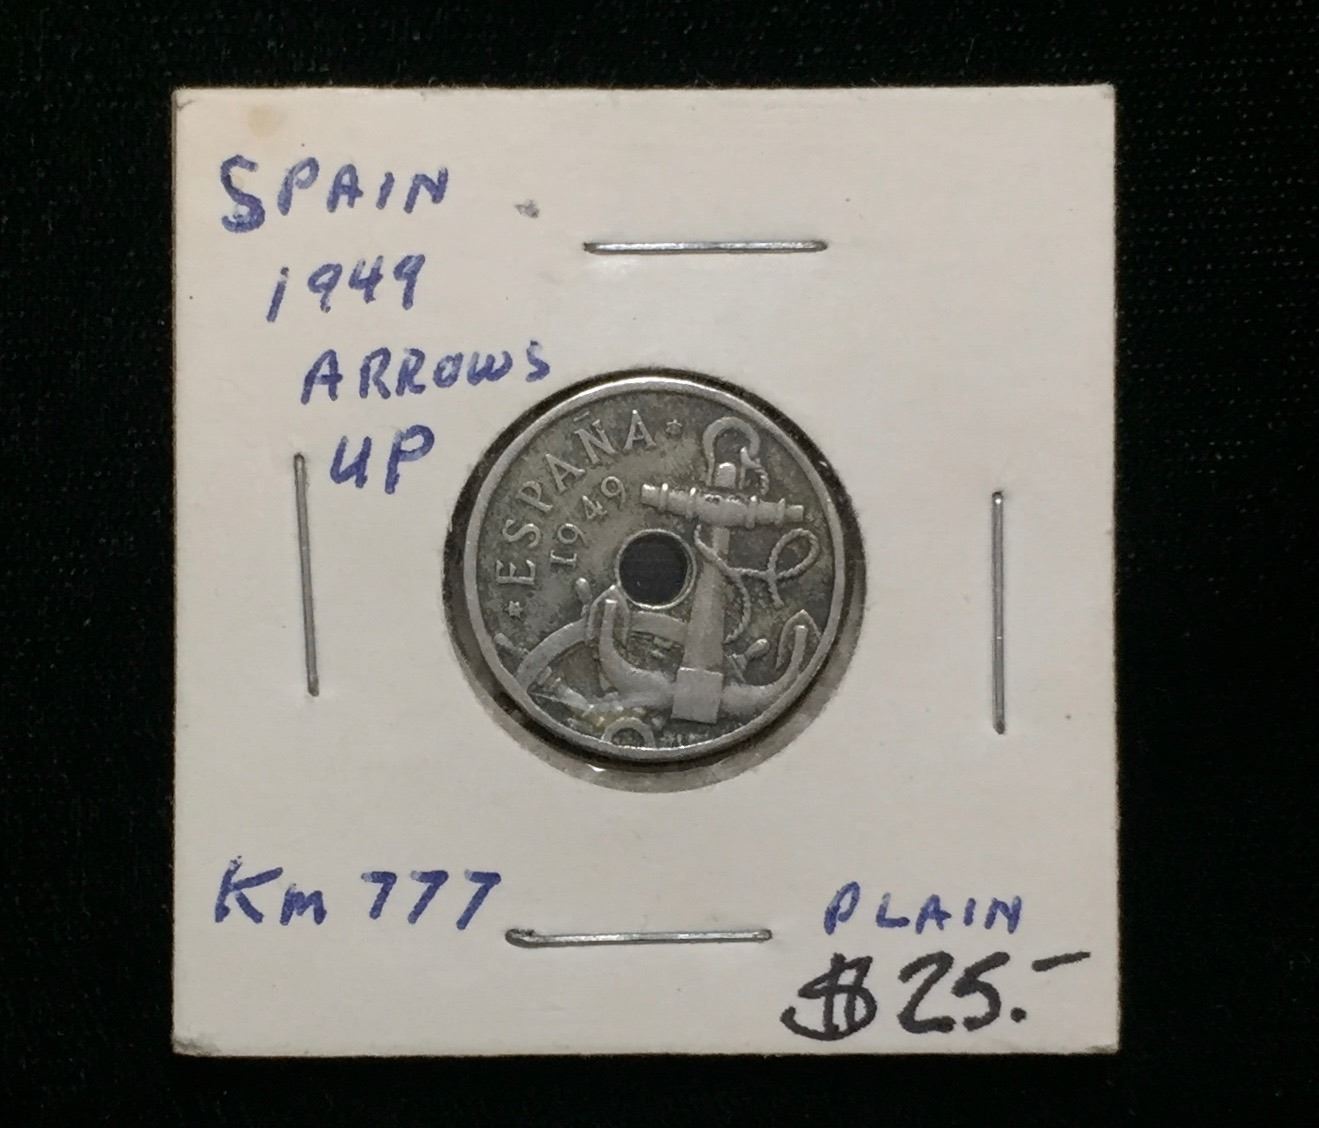 SPAIN
1949
ARROWS
UP
* ESPAÑA *
1949
Km 777
PLAIN
$25.-